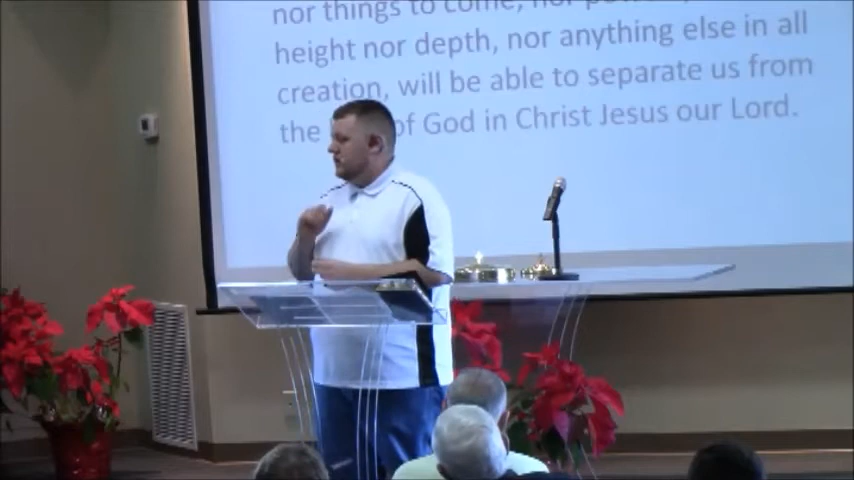 nor things to come, nor
height nor depth, nor anything else in all
creation, will be able to separate us from
the of God in Christ Jesus our Lord.